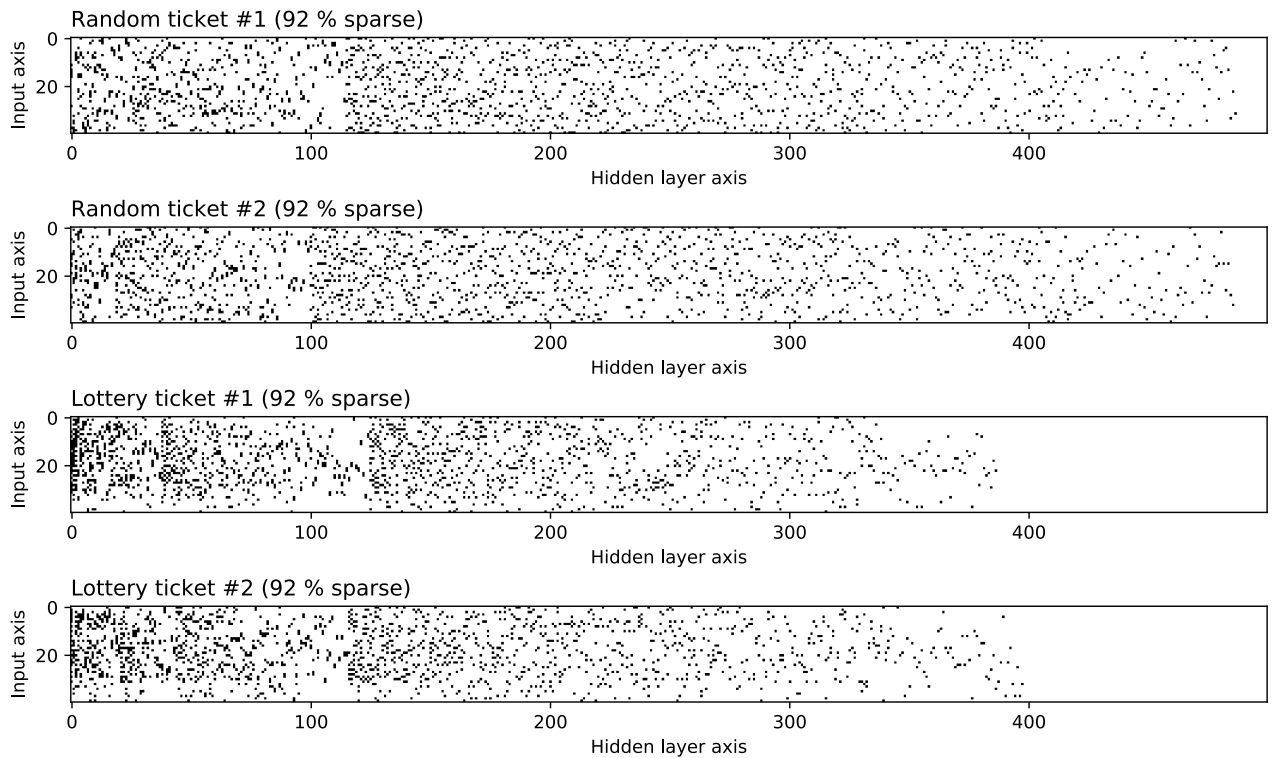 Random ticket #1 (92 % sparse)
0
20
Input axis
0 100 200 300 400
Hidden layer axis
Random ticket #2 (92 % sparse)
0
20
Input axis
0 100 200 300 400
Hidden layer axis
Lottery ticket #1 (92 % sparse)
0
20
Input axis
0 100 200 300 400
Hidden layer axis
Lottery ticket #2 (92 % sparse)
0
20
Input axis
0 100 200 300 400
Hidden layer axis